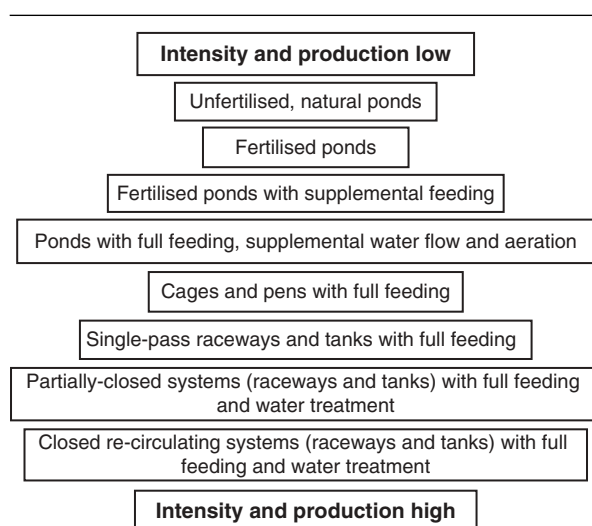 Intensity and production low
Unfertilised, natural ponds
Fertilised ponds
Fertilised ponds with supplemental feeding
Ponds with full feeding, supplemental water flow and aeration
Cages and pens with full feeding
Single-pass raceways and tanks with full feeding
Partially-closed systems (raceways and tanks) with full feeding
and water treatment
Closed re-circulating systems (raceways and tanks) with full
feeding and water treatment
Intensity and production high